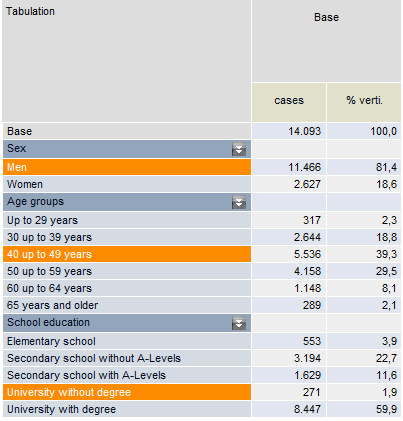 Tabulation Base
cases % verti.
Base 14.093 100,0
Sex
Men 11.466 81,4
Women 2.627 18,6
Age groups
Up to 29 years 317 2,3
30 up to 39 years 2.644 18,8
40 up to 49 years 5.536 39,3
50 up to 59 years 4.158 29,5
60 up to 64 years 1.148 8,1
65 years and older 289 2,1
School education
Elementary school 553 3,9
Secondary school without A-Levels 3.194 22,7
Secondary school with A-Levels 1.629 11,6
University without degree 271 1,9
University with degree 8.447 59,9